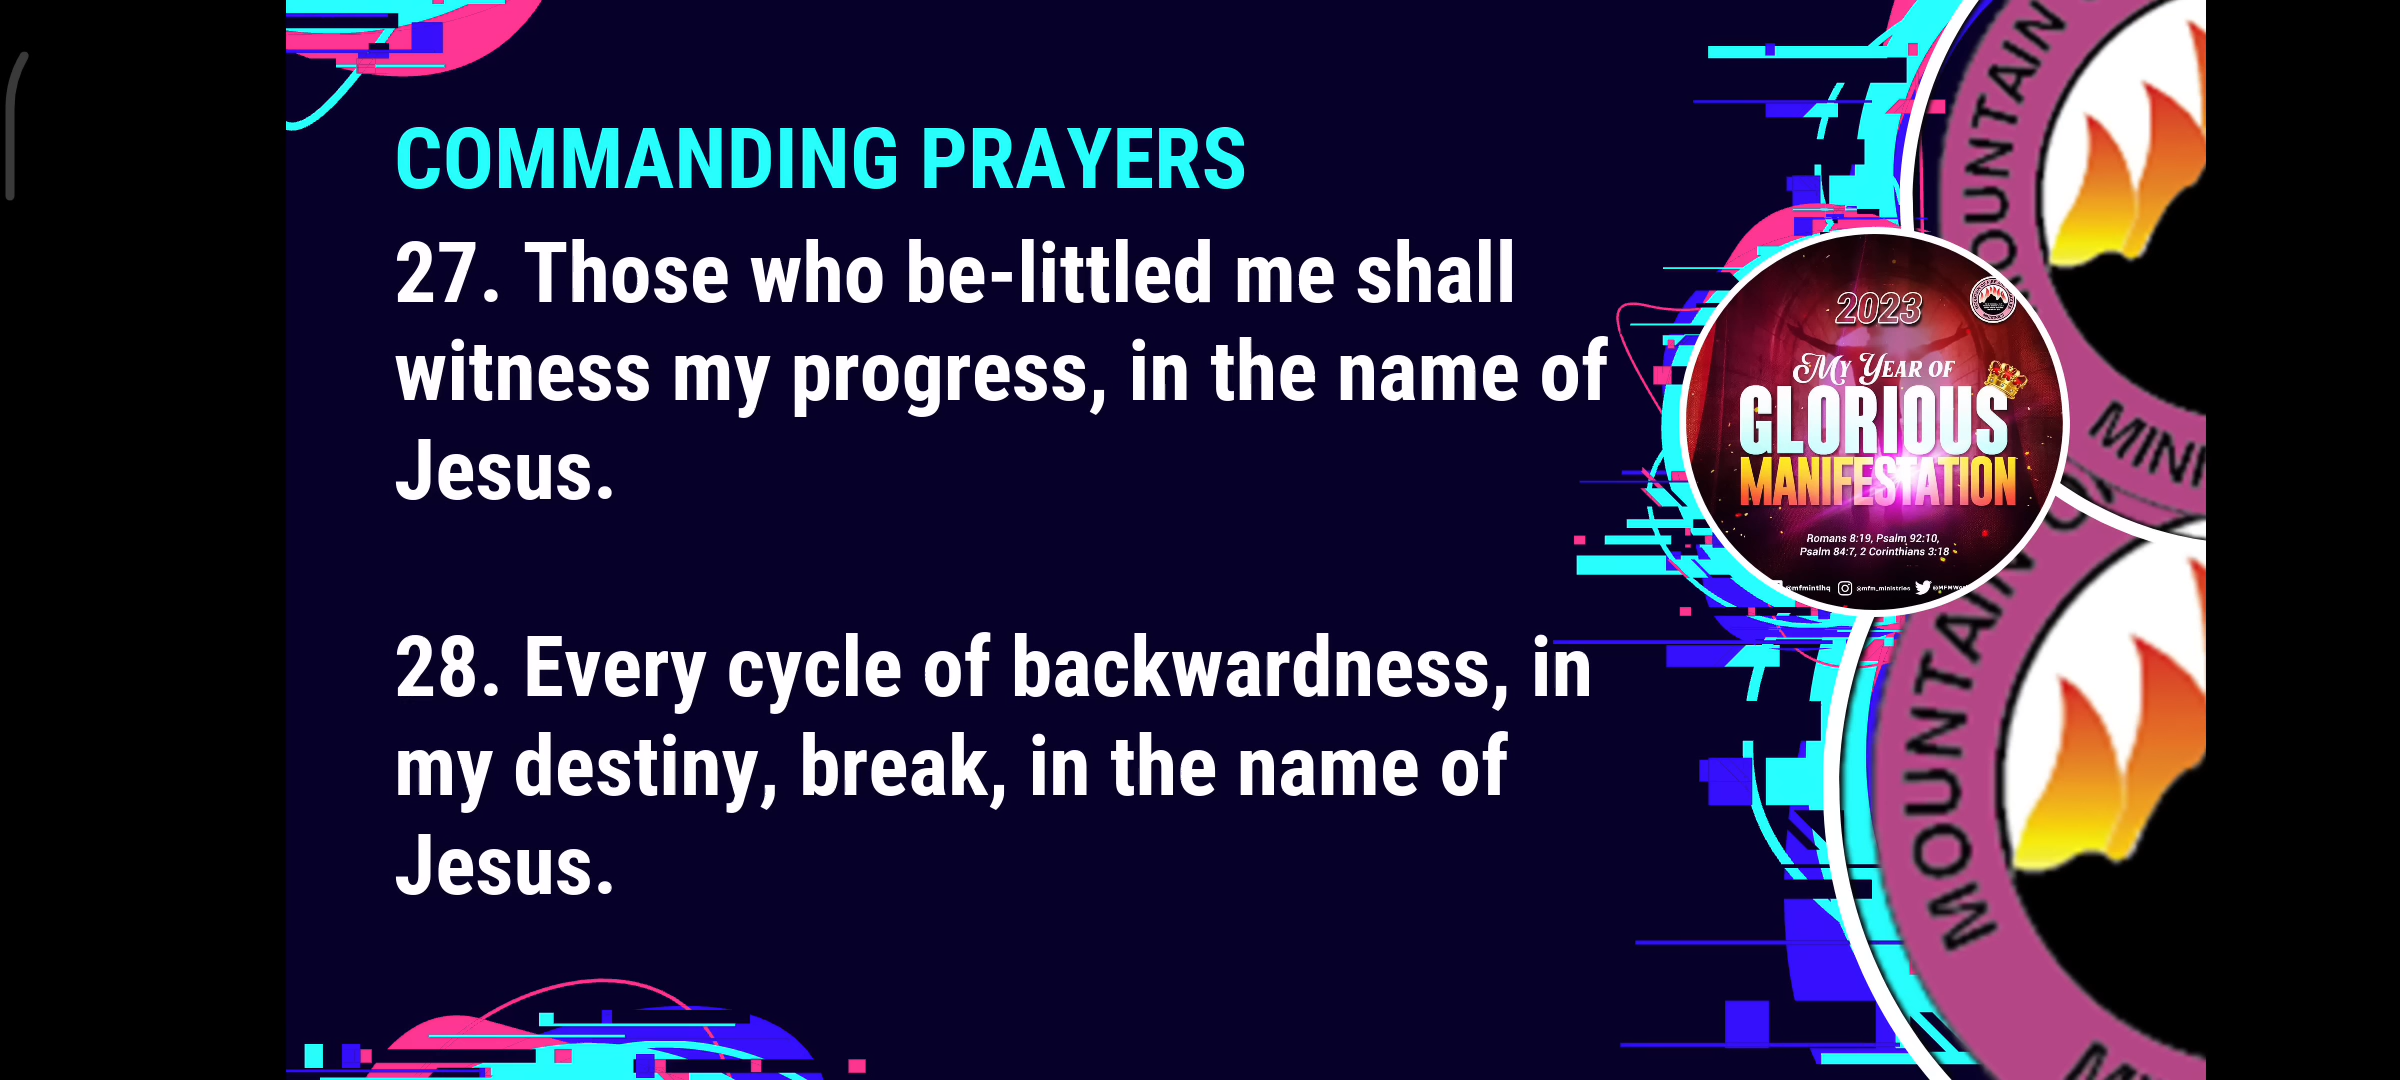 COMMANDING PRAYERS
27. Those who be-littled me shall
witness my progress, in the name of
Jesus.
28. Every cycle of backwardness, in
my destiny, break, in the name of
Jesus.
2023
MY YEAR OF
GLORIOUS
MANIFESTATION
Romans 8:19, Psalm 92:10,
Psalm 84:7, 2 Corinthians 3:18
@mfmintlhq @mfm_ministries
MOUNTAIN
MOUNTAIN O